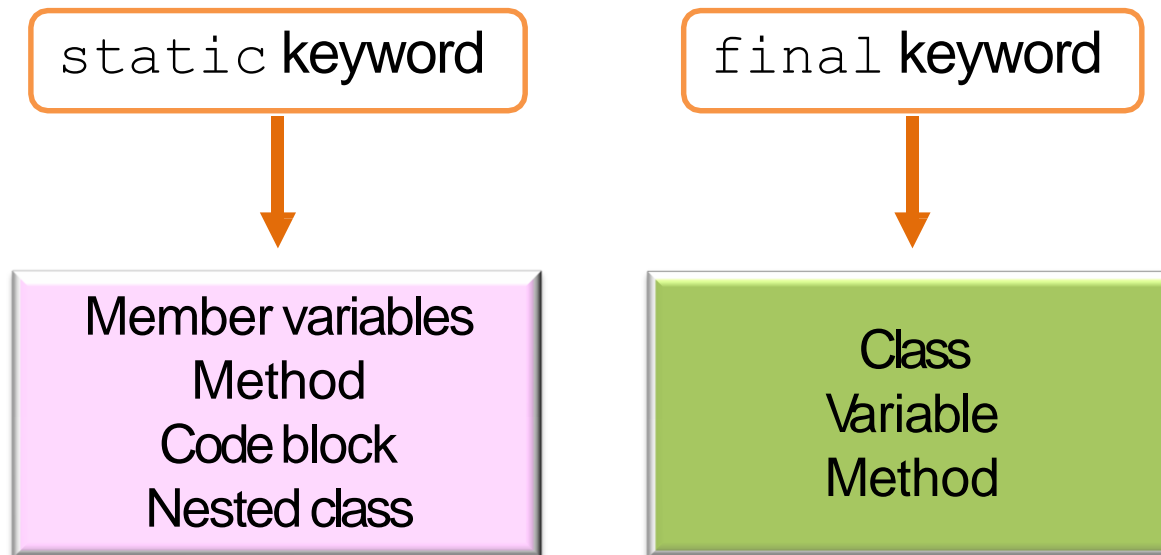 static keyword
final keyword
Member variables
Method
Code block
Nested class
Class
Variable
Method